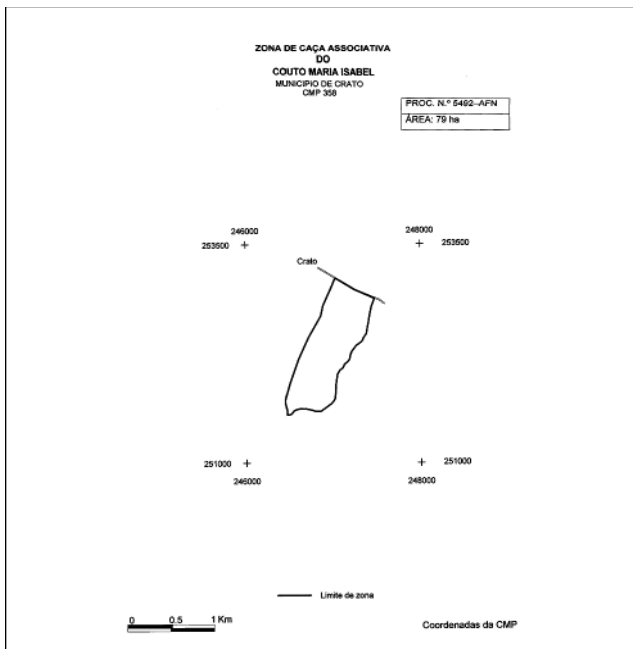 ZONA DE CAÇA ASSOCIATIVA
DO
COUTO MARIA ISABEL
MUNICIPIO DE CRATO
CMP 358
PROC. N.º 5492-AFN
ÁREA: 79 ha
246000
248000
253500
253500
Crato
251000
251000
246000
248000
Limite de zona
0 0.5 1 Km
Coordenadas da CMP